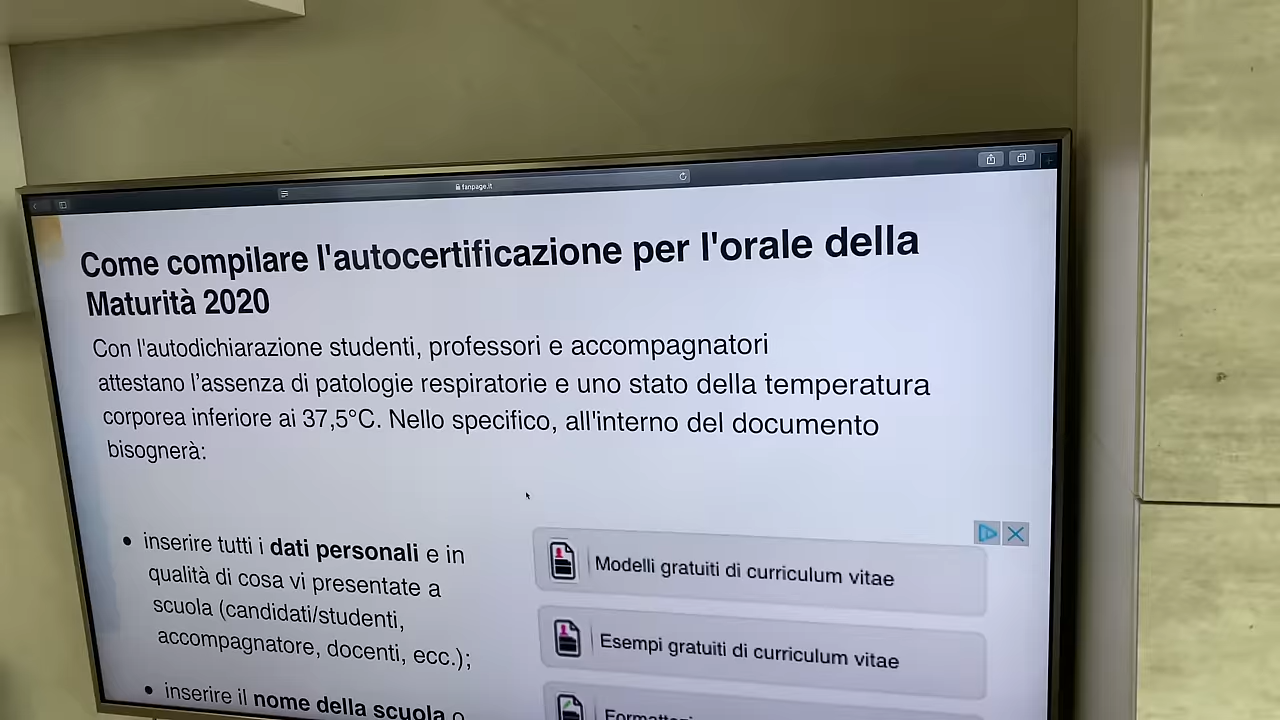 fanpage.it
Come compilare l'autocertificazione per l'orale della
Maturità 2020
Con l'autodichiarazione studenti, professori e accompagnatori
attestano l’assenza di patologie respiratorie e uno stato della temperatura
corporea inferiore ai 37,5°C. Nello specifico, all'interno del documento
bisognerà:
• inserire tutti i dati personali e in
qualità di cosa vi presentate a
scuola (candidati/studenti,
accompagnatore, docenti, ecc.);
• inserire il nome della scuola o
Modelli gratuiti di curriculum vitae
Esempi gratuiti di curriculum vitae